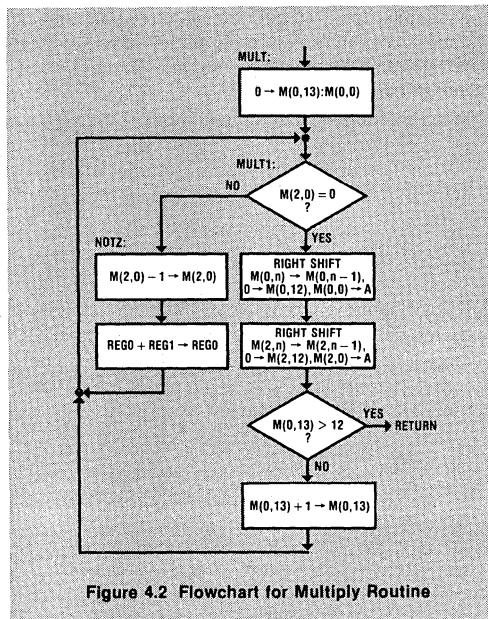 MULT:
0 → M(0,13):M(0,0)
MULT1:
NO
M(2,0) = 0
?
YES
NOTZ:
M(2,0) – 1 → M(2,0)
RIGHT SHIFT
M(0,n) → M(0,n – 1),
0 → M(0,12), M(0,0) → A
REG0 + REG1 → REG0
RIGHT SHIFT
M(2,n) → M(2,n – 1),
0 → M(2,12), M(2,0) → A
M(0,13) > 12
?
YES
RETURN
NO
M(0,13) + 1 → M(0,13)
Figure 4.2 Flowchart for Multiply Routine